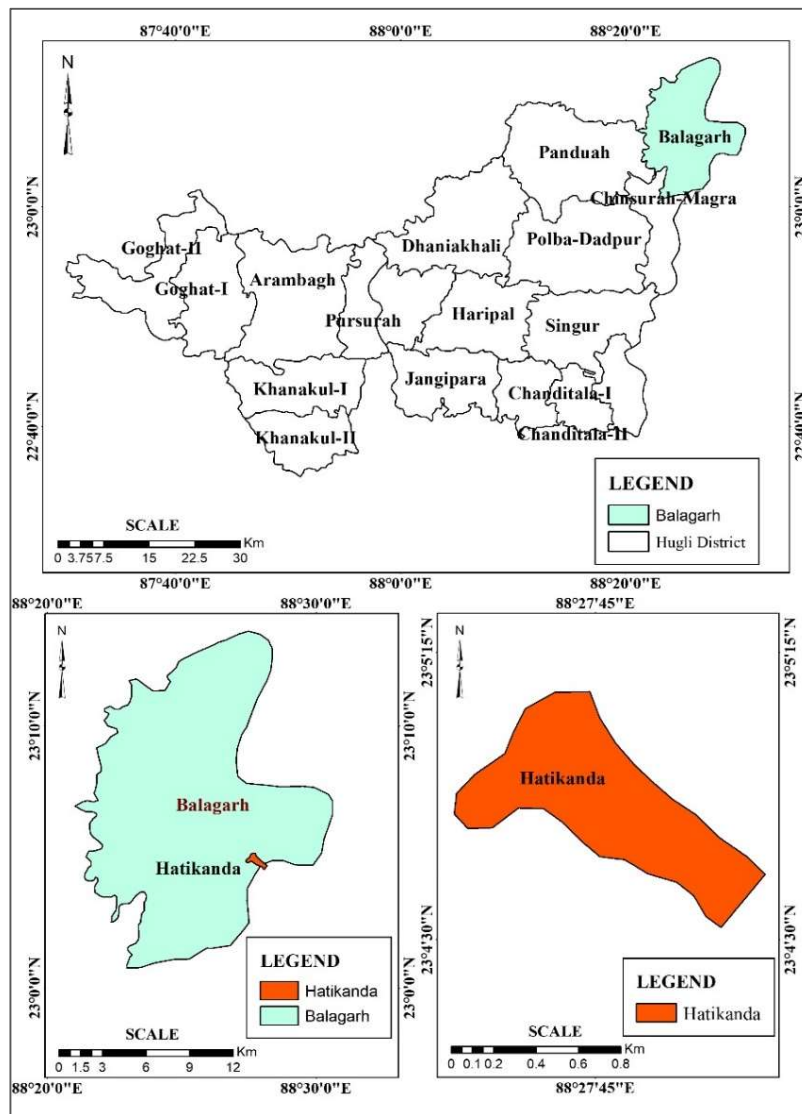 87°40'0"E 88°0'0"E 88°20'0"E
N
Balagarh
Panduah
23°0'0"N 23°0'0"N
Chinsurah-Magra
Goghat-II Dhaniakhali Polba-Dadpur
Goghat-I Arambagh
Pursurah Haripal Singur
Khanakul-I Jangipara Chanditala-I
22°40'0"N 22°40'0"N
Khanakul-II Chanditala-II
LEGEND
Balagarh
Hugli District
SCALE
Km
0 3.75 7.5 15 22.5 30
87°40'0"E 88°0'0"E 88°20'0"E
88°20'0"E 88°30'0"E
N
23°10'0"N 23°10'0"N
Balagarh
Hatikanda
23°0'0"N 23°0'0"N
LEGEND
Hatikanda
Balagarh
SCALE
Km
0 1.5 3 6 9 12
88°20'0"E 88°30'0"E
88°27'45"E
N
23°5'15"N 23°5'15"N
Hatikanda
23°4'30"N 23°4'30"N
LEGEND
Hatikanda
SCALE
Km
0 0.1 0.2 0.4 0.6 0.8
88°27'45"E